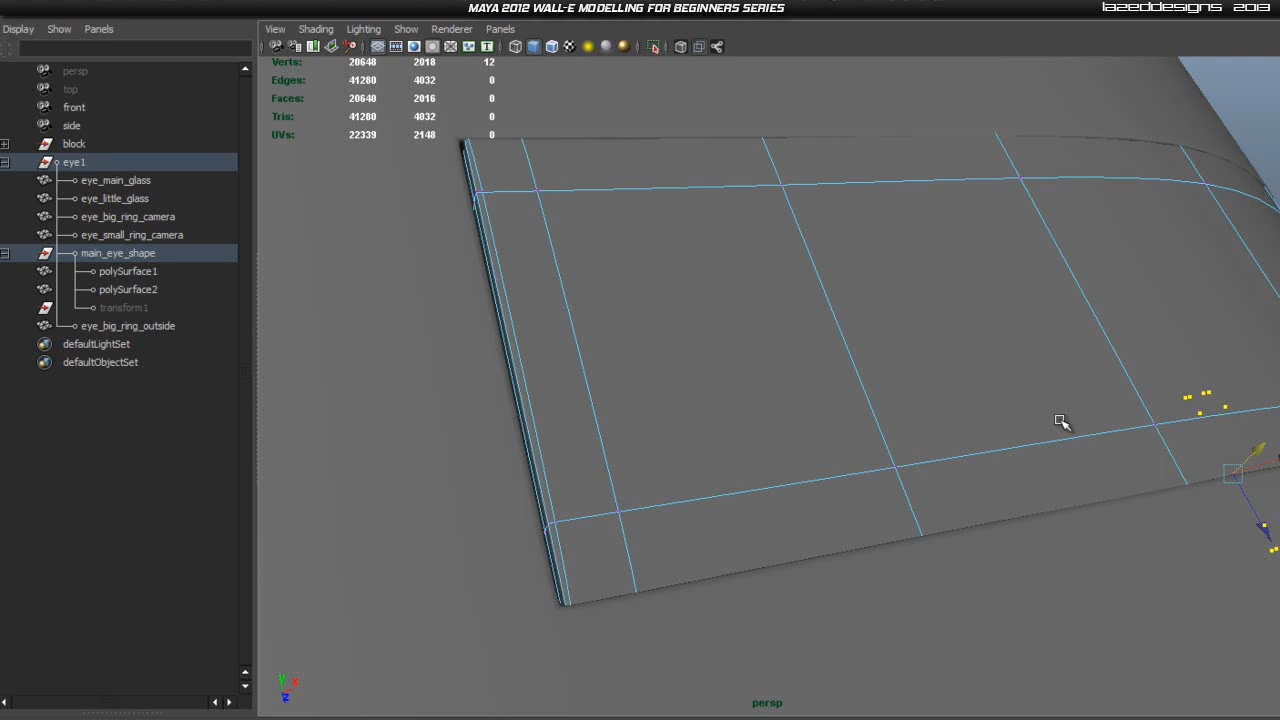 MAYA 2012 WALL-E MODELLING FOR BEGINNERS SERIES
LAZEDDESIGNS 2013
Display Show Panels
View Shading Lighting Show Renderer Panels
Verts: 20648 2018 12
Edges: 41280 4032 0
Faces: 20640 2016 0
Tris: 41280 4032 0
UVs: 22339 2148 0
persp
top
front
side
block
eye1
eye_main_glass
eye_little_glass
eye_big_ring_camera
eye_small_ring_camera
main_eye_shape
polySurface1
polySurface2
transform1
eye_big_ring_outside
defaultLightSet
defaultObjectSet
T
y x
z
persp